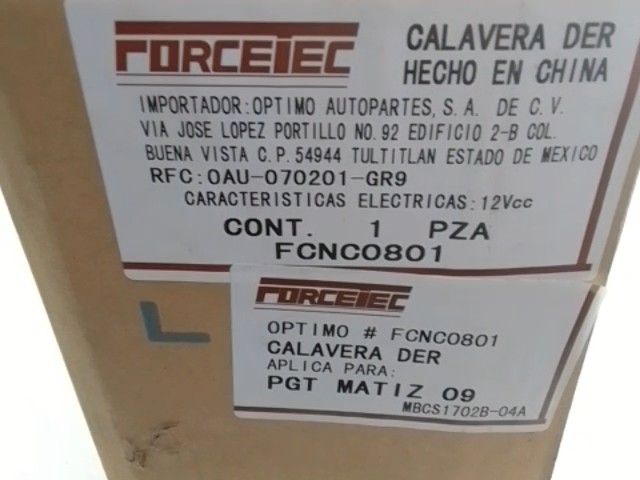 FORCETEC
CALAVERA DER
HECHO EN CHINA
IMPORTADOR:OPTIMO AUTOPARTES, S.A. DE C.V.
VIA JOSE LOPEZ PORTILLO NO. 92 EDIFICIO 2-B COL.
BUENA VISTA C.P. 54944 TULTITLAN ESTADO DE MEXICO
RFC:OAU-070201-GR9
CARACTERISTICAS ELECTRICAS:12Vcc
CONT. 1 PZA
FCNC0801
L
FORCETEC
OPTIMO # FCNC0801
CALAVERA DER
APLICA PARA:
PGT MATIZ 09
MBCS1702B-04A